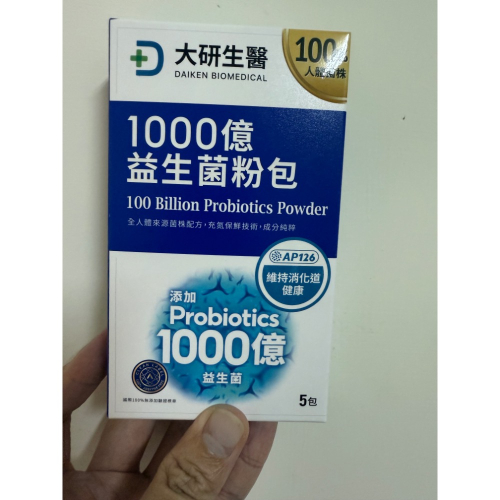 大研生醫
DAIKEN BIOMEDICAL
100%
人體菌株
1000億
益生菌粉包
100 Billion Probiotics Powder
全人體來源菌株配方，充氮保鮮技術，成分純粹
AP126
維持消化道
健康
添加
Probiotics
1000億
益生菌
5包